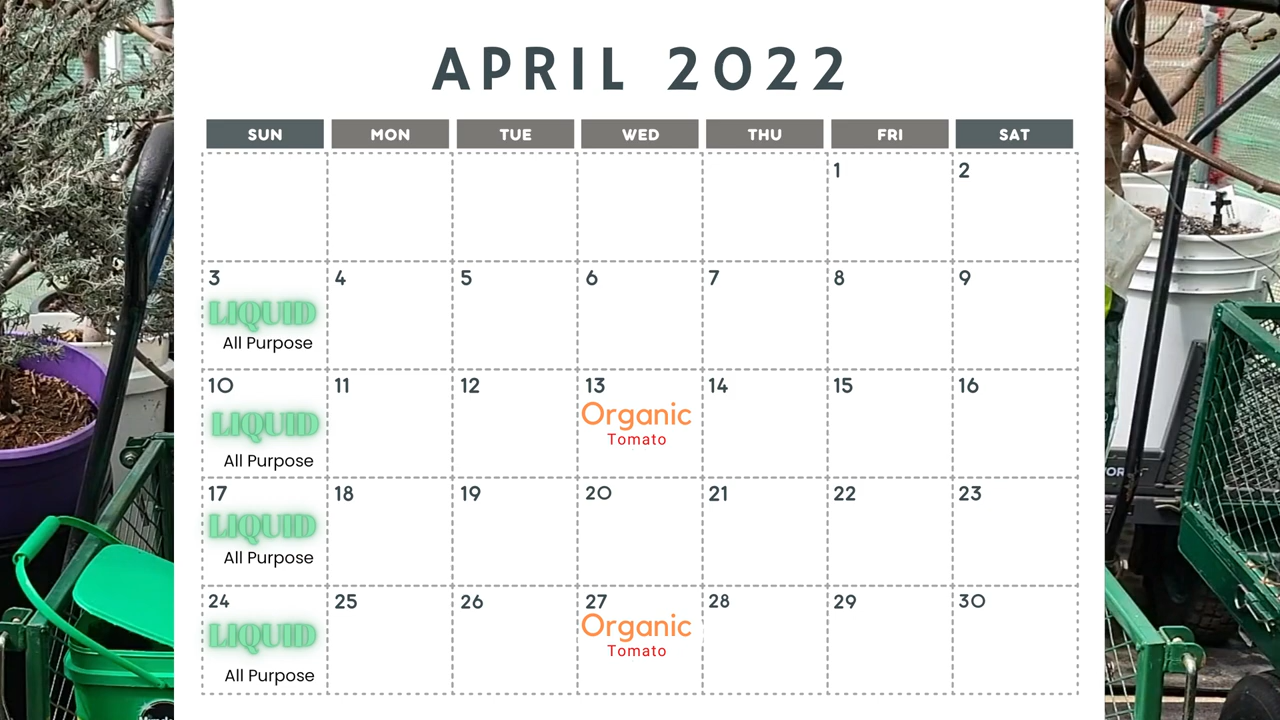 APRIL 2022
SUN MON TUE WED THU FRI SAT
1 2
3 4 5 6 7 8 9
LIQUID
All Purpose
10 11 12 13 14 15 16
LIQUID Organic
All Purpose Tomato
17 18 19 20 21 22 23
LIQUID
All Purpose
24 25 26 27 28 29 30
LIQUID Organic
All Purpose Tomato